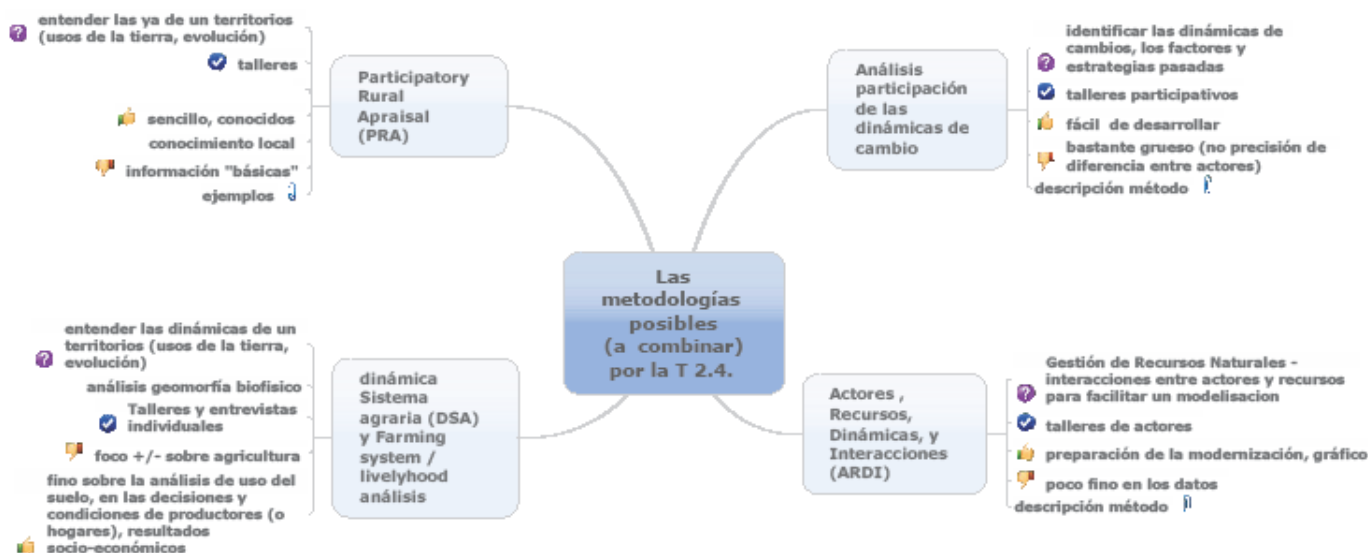 entender las ya de un territorios
(usos de la tierra, evolución)
talleres
sencillo, conocidos
conocimiento local
información "básicas"
ejemplos
Participatory
Rural
Apraisal
(PRA)
Análisis
participación
de las
dinámicas de
cambio
identificar las dinámicas de
cambios, los factores y
estrategias pasadas
talleres participativos
fácil de desarrollar
bastante grueso (no precisión de
diferencia entre actores)
descripción método
Las
metodologías
posibles
(a combinar)
por la T 2.4.
entender las dinámicas de un
territorios (usos de la tierra,
evolución)
análisis geomorfía biofisico
Talleres y entrevistas
individuales
foco +/- sobre agricultura
fino sobre la análisis de uso del
suelo, en las decisiones y
condiciones de productores (o
hogares), resultados
socio-económicos
dinámica
Sistema
agraria (DSA)
y Farming
system /
livelyhood
análisis
Actores ,
Recursos,
Dinámicas, y
Interacciones
(ARDI)
Gestión de Recursos Naturales -
interacciones entre actores y recursos
para facilitar un modelisacion
talleres de actores
preparación de la modernización, gráfico
poco fino en los datos
descripción método